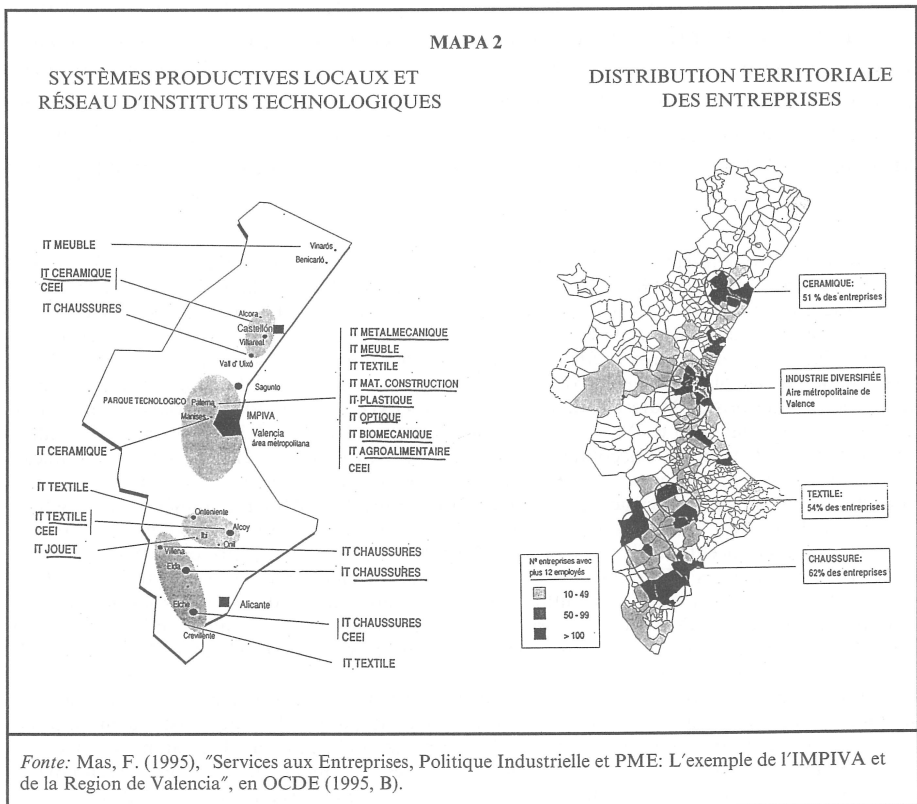 MAPA 2
SYSTÈMES PRODUCTIVES LOCAUX ET
RÉSEAU D'INSTITUTS TECHNOLOGIQUES
IT MEUBLE
IT CERAMIQUE
CEEI
IT CHAUSSURES
IT CERAMIQUE
IT TEXTILE
IT TEXTILE
CEEI
IT JOUET
Vinarós
Benicarló
Alcora
Castellón
Villareal
Vall d' Uixó
Sagunto
PARQUE TECNOLOGICO
Paterna
Manises
IMPIVA
Valencia
área métropolitana
Onteniente
Alcoy
Ibi
Onil
Villena
Elda
Elche
Alicante
Crevillente
IT METALMECANIQUE
IT MEUBLE
IT TEXTILE
IT MAT. CONSTRUCTION
IT PLASTIQUE
IT OPTIQUE
IT BIOMECANIQUE
IT AGROALIMENTAIRE
CEEI
IT CHAUSSURES
IT CHAUSSURES
IT CHAUSSURES
CEEI
IT TEXTILE
DISTRIBUTION TERRITORIALE
DES ENTREPRISES
CERAMIQUE:
51 % des entreprises
INDUSTRIE DIVERSIFIÉE
Aire métropolitaine de
Valence
TEXTILE:
54% des entreprises
CHAUSSURE:
62% des entreprises
Nº entreprises avec
plus 12 employés
10 - 49
50 - 99
> 100
Fonte: Mas, F. (1995), "Services aux Entreprises, Politique Industrielle et PME: L'exemple de l'IMPIVA et
de la Region de Valencia", en OCDE (1995, B).